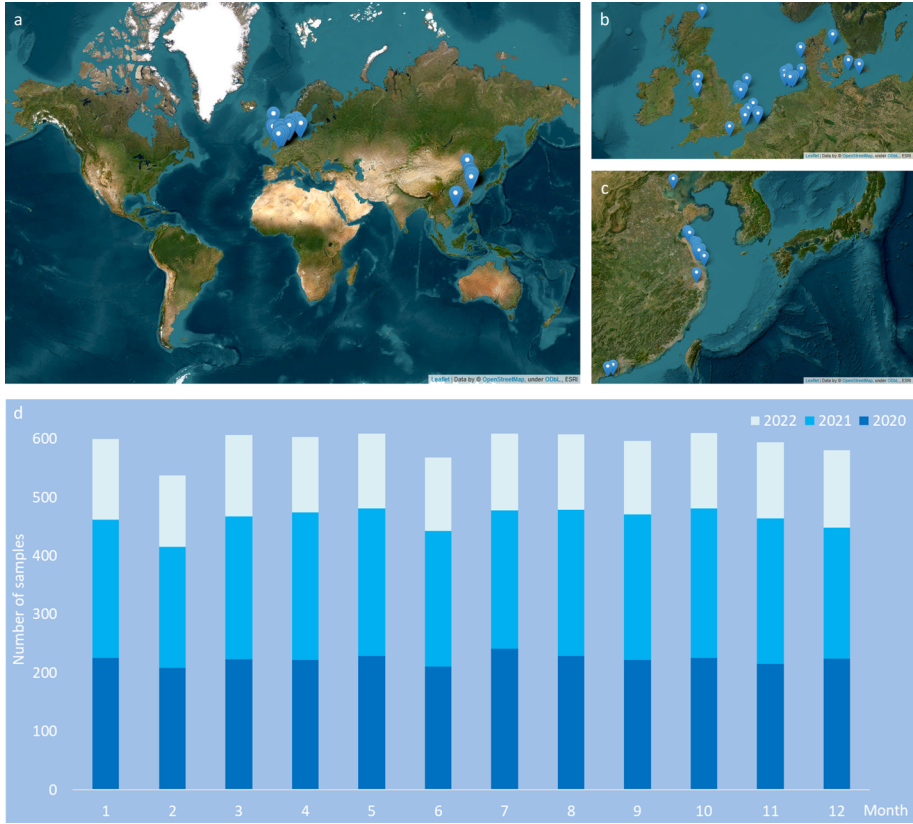 a
Leaflet | Data by © OpenStreetMap, under ODbL., ESRI
b
Leaflet | Data by © OpenStreetMap, under ODbL., ESRI
c
Leaflet | Data by © OpenStreetMap, under ODbL., ESRI
d
2022 2021 2020
Number of samples
600
500
400
300
200
100
0
1 2 3 4 5 6 7 8 9 10 11 12 Month